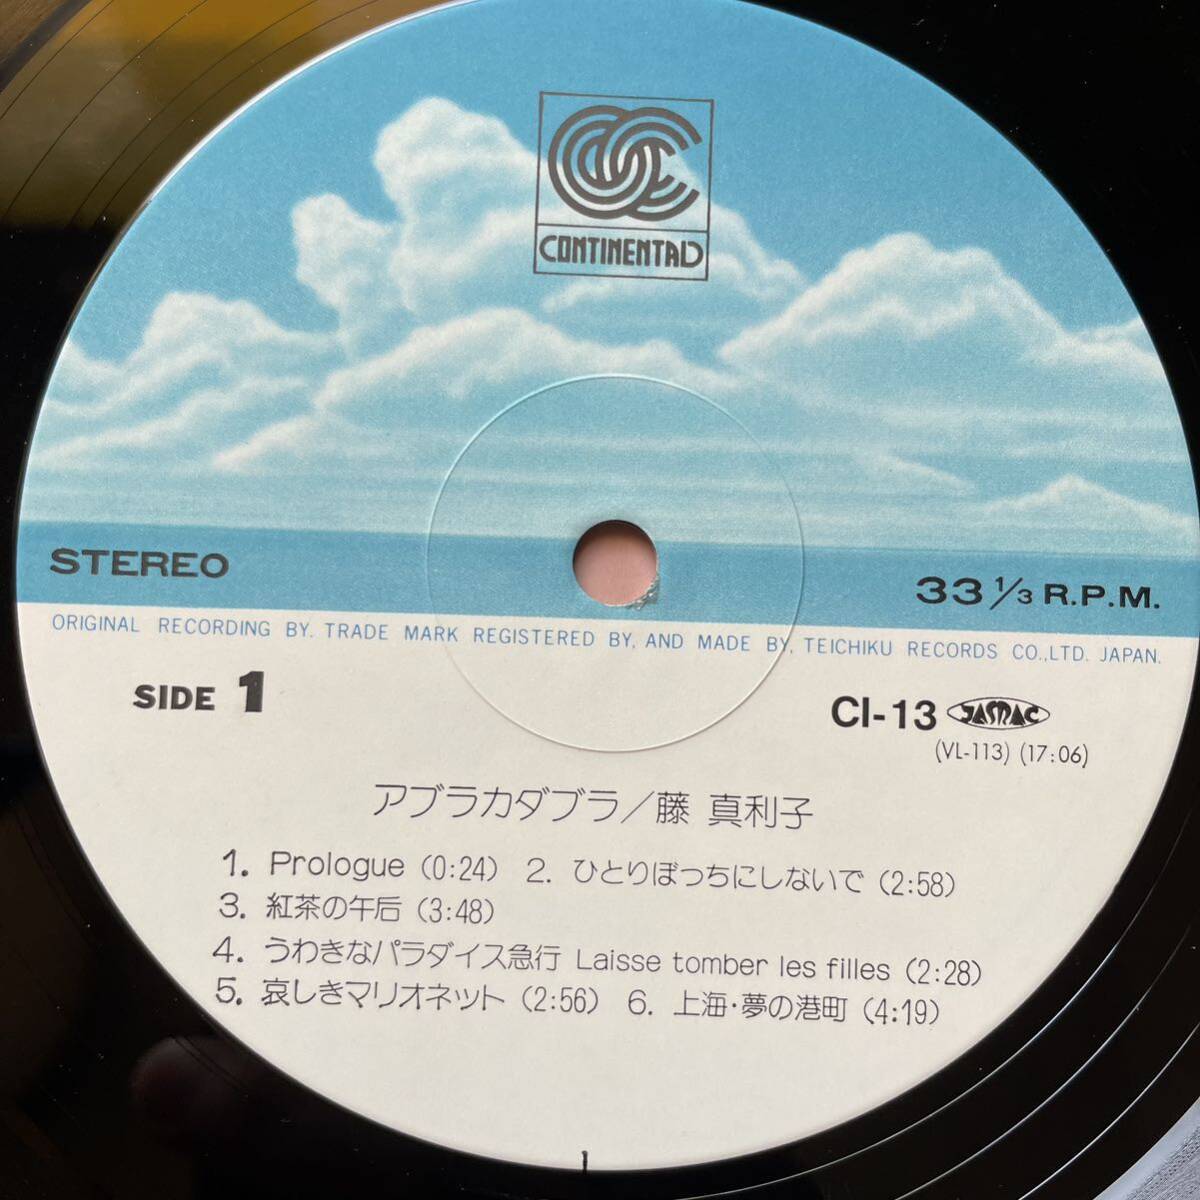 CONTINENTAL
STEREO
33 1/3 R.P.M.
ORIGINAL RECORDING BY. TRADE MARK REGISTERED BY, AND MADE BY, TEICHIKU RECORDS CO.,LTD. JAPAN.
SIDE 1
CI-13 JASRAC
(VL-113) (17:06)
アブラカダブラ/藤 真利子
1. Prologue (0:24) 2. ひとりぼっちにしないで (2:58)
3. 紅茶の午后 (3:48)
4. うわきなパラダイス急行 Laisse tomber les filles (2:28)
5. 哀しきマリオネット (2:56) 6. 上海・夢の港町 (4:19)